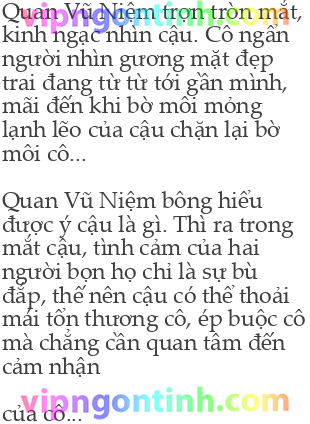 Quan Vũ Niệm tròn tròn mắt,
kinh ngạc nhìn cậu. Cô ngẩn
người nhìn gương mặt đẹp
trai đang từ từ tới gần mình,
mãi đến khi bờ môi mỏng
lạnh lẽo của cậu chặn lại bờ
môi cô...
Quan Vũ Niệm bông hiểu
được ý cậu là gì. Thì ra trong
mắt cậu, tình cảm của hai
người bọn họ chỉ là sự bù
đắp, thế nên cậu có thể thoải
mái tổn thương cô, ép buộc cô
mà chẳng cần quan tâm đến
cảm nhận
vipngontinh.com
của cô...
vipngontinh.com